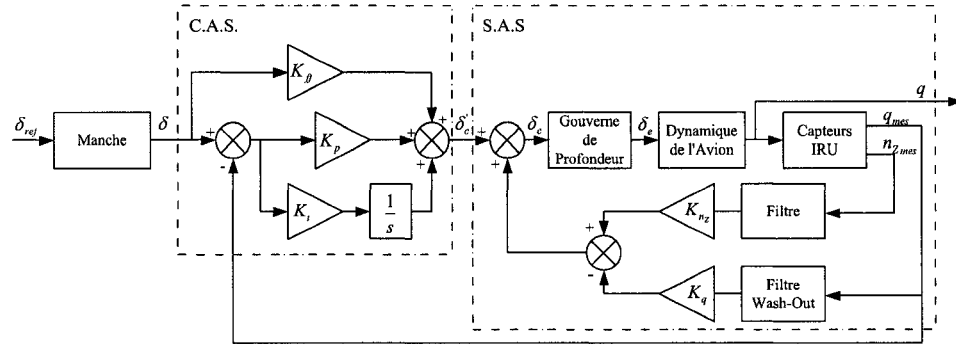 C.A.S.
S.A.S
K_ff
δ_ref
Manche
δ
+
-
K_p
K_i
1/s
+
+
+
δ'_c
+
+
δ_c
Gouverne
de
Profondeur
δ_e
Dynamique
de l'Avion
q
Capteurs
IRU
q_mes
n_z mes
K_nz
Filtre
+
-
K_q
Filtre
Wash-Out